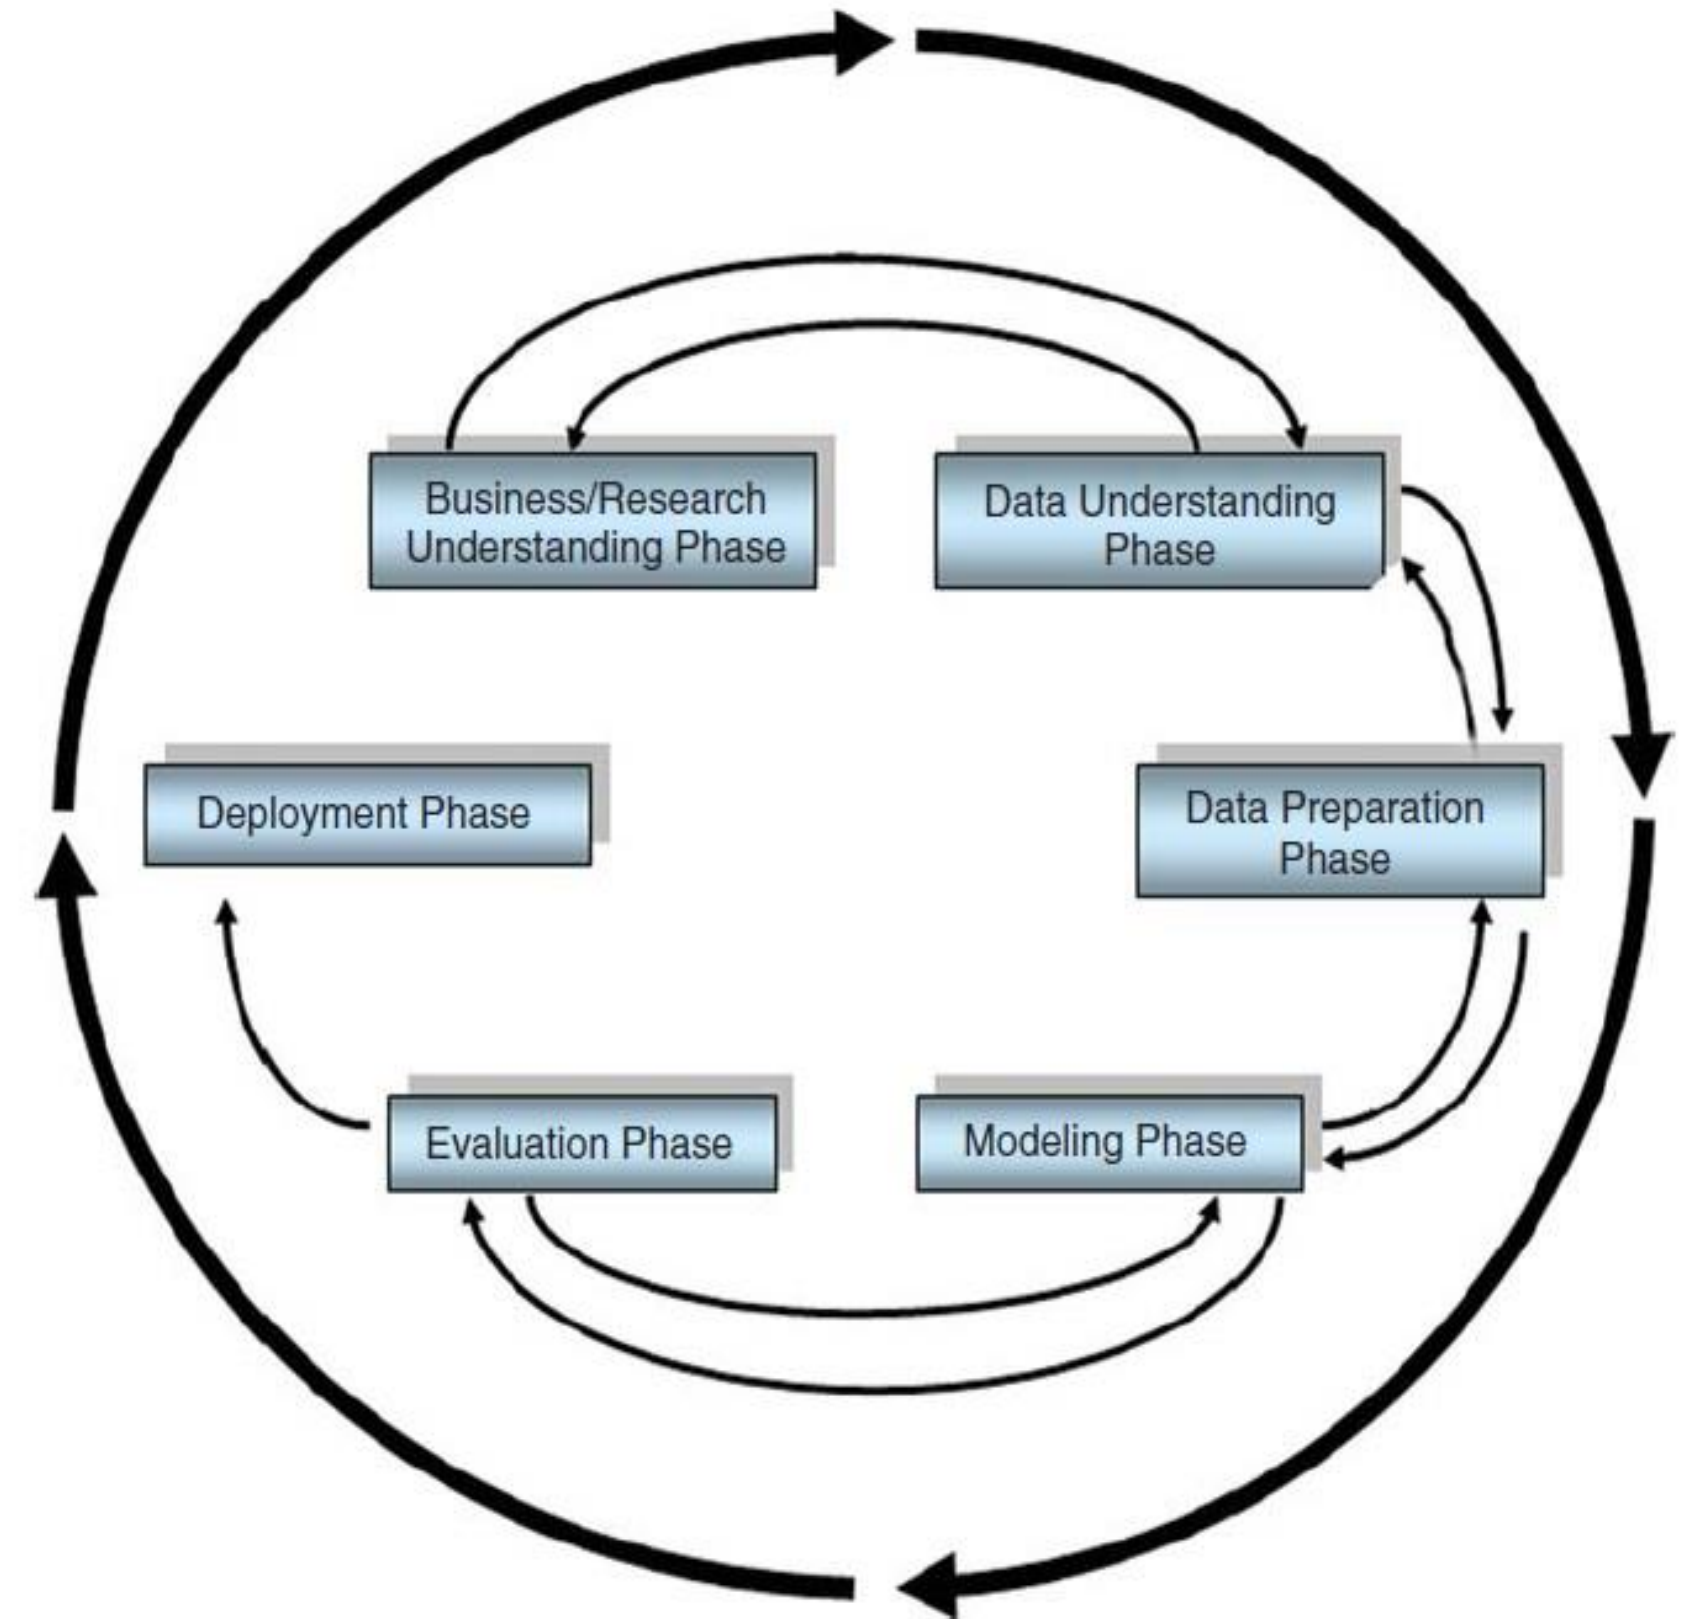 Business/Research
Understanding Phase
Data Understanding
Phase
Deployment Phase
Data Preparation
Phase
Evaluation Phase
Modeling Phase